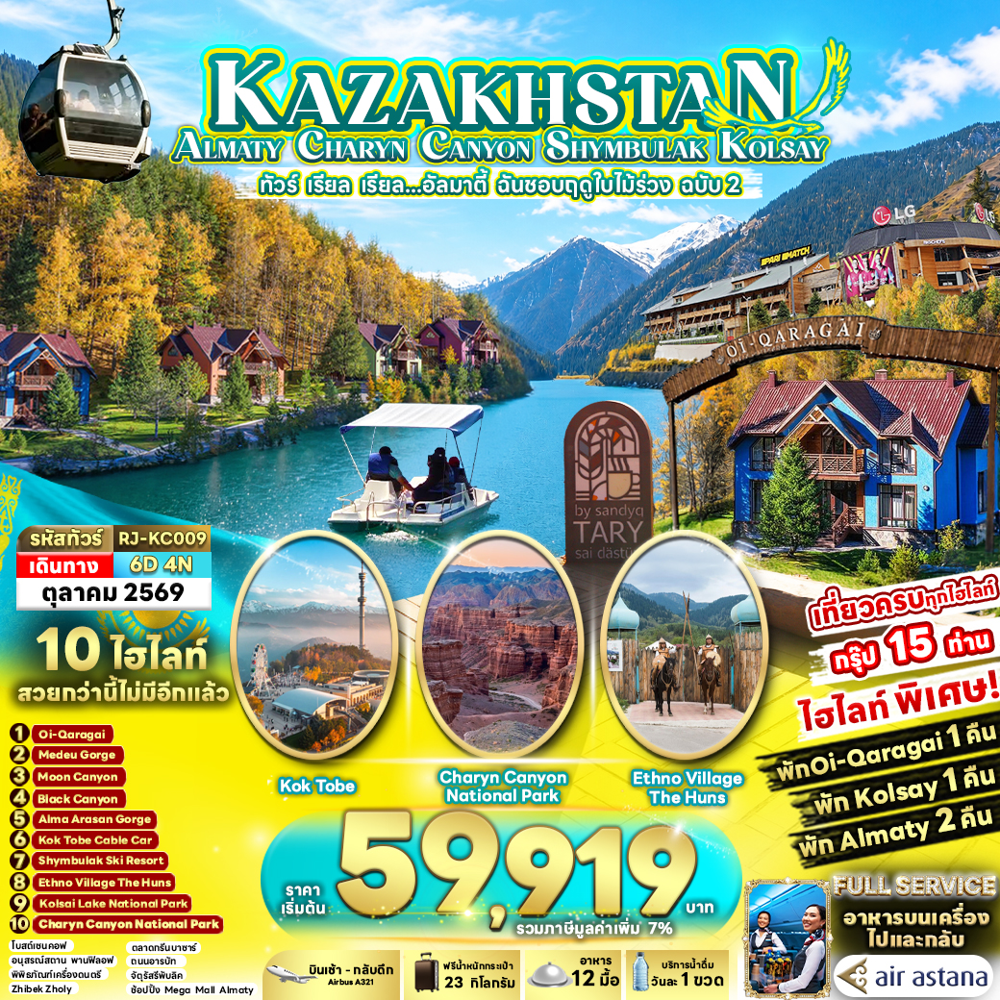 KAZAKHSTAN
ALMATY CHARYN CANYON SHYMBULAK KOLSAY
ทัวร์ เรียล เรียล...อัลมาตี้ ฉันชอบฤดูใบไม้ร่วง ฉบับ 2
LG
PARI MATCH
OI-QARAGAI
by sandyq
TARY
รหัสทัวร์ RJ-KC009
เดินทาง 6D 4N
ตุลาคม 2569
10 ไฮไลท์
สวยกว่านี้ไม่มีอีกแล้ว
1 Oi-Qaragai
2 Medeu Gorge
3 Moon Canyon
4 Black Canyon
5 Alma Arasan Gorge
6 Kok Tobe Cable Car
7 Shymbulak Ski Resort
8 Ethno Village The Huns
9 Kolsai Lake National Park
10 Charyn Canyon National Park
โบสถ์เซนคอฟ
อนุสรณ์สถาน พานฟิลอฟ
พิพิธภัณฑ์เครื่องดนตรี
Zhibek Zholy
ตลาดกรีนบาซาร์
ถนนอารบัท
จัตุรัสรีพับลิค
ช้อปปิ้ง Mega Mall Almaty
Kok Tobe
Charyn Canyon
National Park
Ethno Village
The Huns
เที่ยวครบทุกไฮไลท์
กรุ๊ป 15 ท่าน
ไฮไลท์ พิเศษ!
พักOi-Qaragai 1 คืน
พัก Kolsay 1 คืน
พัก Almaty 2 คืน
ราคา
เริ่มต้น
59,919
บาท
รวมภาษีมูลค่าเพิ่ม 7%
FULL SERVICE
อาหารบนเครื่อง
ไปและกลับ
air astana
บินเช้า - กลับดึก
Airbus A321
ฟรีน้ำหนักกระเป๋า
23 กิโลกรัม
อาหาร
12 มื้อ
บริการน้ำดื่ม
วันละ 1 ขวด